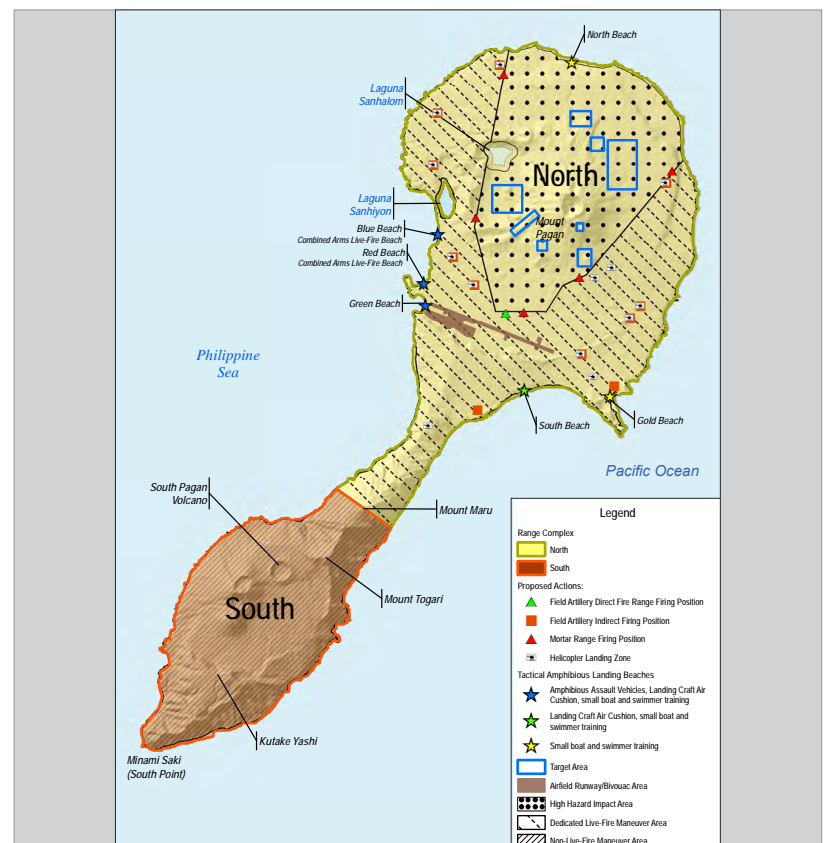 North Beach
Laguna
Sanhalom
North
Laguna
Sanhiyon
Mount
Pagan
Blue Beach
Combined Arms Live-Fire Beach
Red Beach
Combined Arms Live-Fire Beach
Green Beach
Philippine
Sea
South Beach
Gold Beach
Pacific Ocean
South Pagan
Volcano
Mount Maru
Mount Togari
South
Kutake Yashi
Minami Saki
(South Point)
Legend
Range Complex
North
South
Proposed Actions:
Field Artillery Direct Fire Range Firing Position
Field Artillery Indirect Firing Position
Mortar Range Firing Position
Helicopter Landing Zone
Tactical Amphibious Landing Beaches
Amphibious Assault Vehicles, Landing Craft Air
Cushion, small boat and swimmer training
Landing Craft Air Cushion, small boat and
swimmer training
Small boat and swimmer training
Target Area
Airfield Runway/Bivouac Area
High Hazard Impact Area
Dedicated Live-Fire Maneuver Area
Non-Live-Fire Maneuver Area